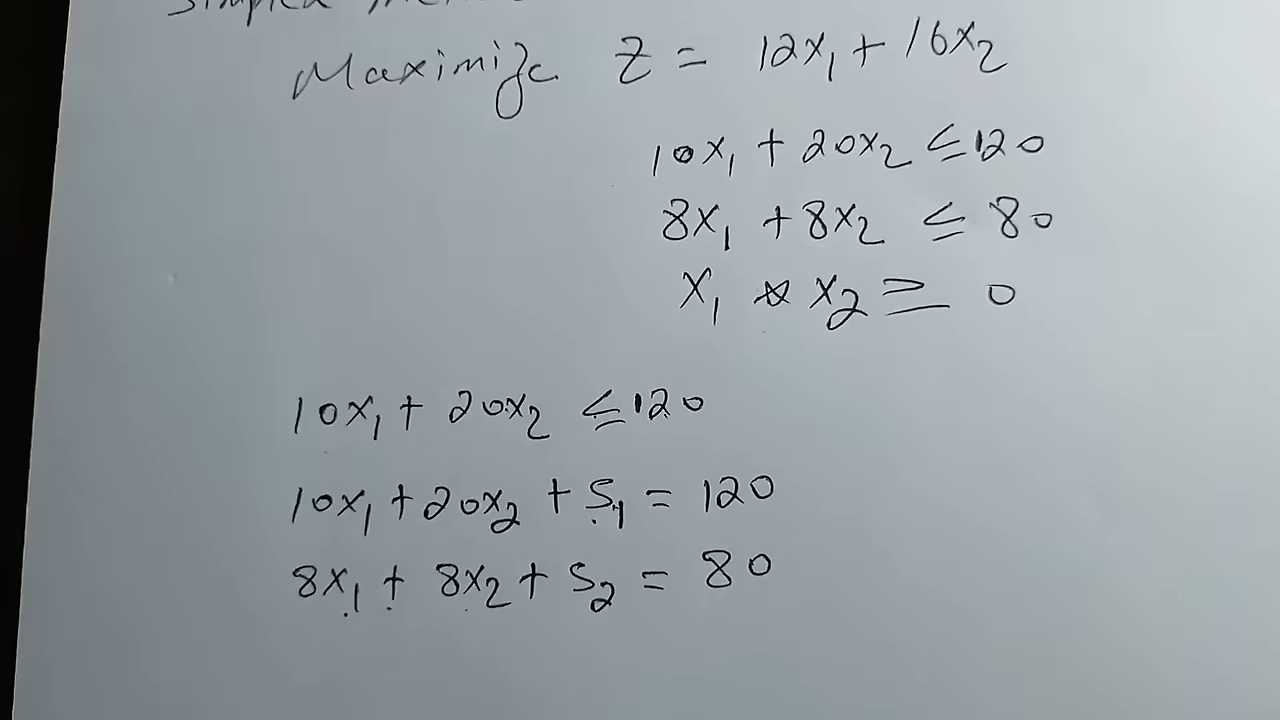 Maximize Z = 12x₁ + 16x₂
10x₁ + 20x₂ ≤ 120
8x₁ + 8x₂ ≤ 80
x₁ x₂ ≥ 0
10x₁ + 20x₂ ≤ 120
10x₁ + 20x₂ + S₁ = 120
8x₁ + 8x₂ + S₂ = 80